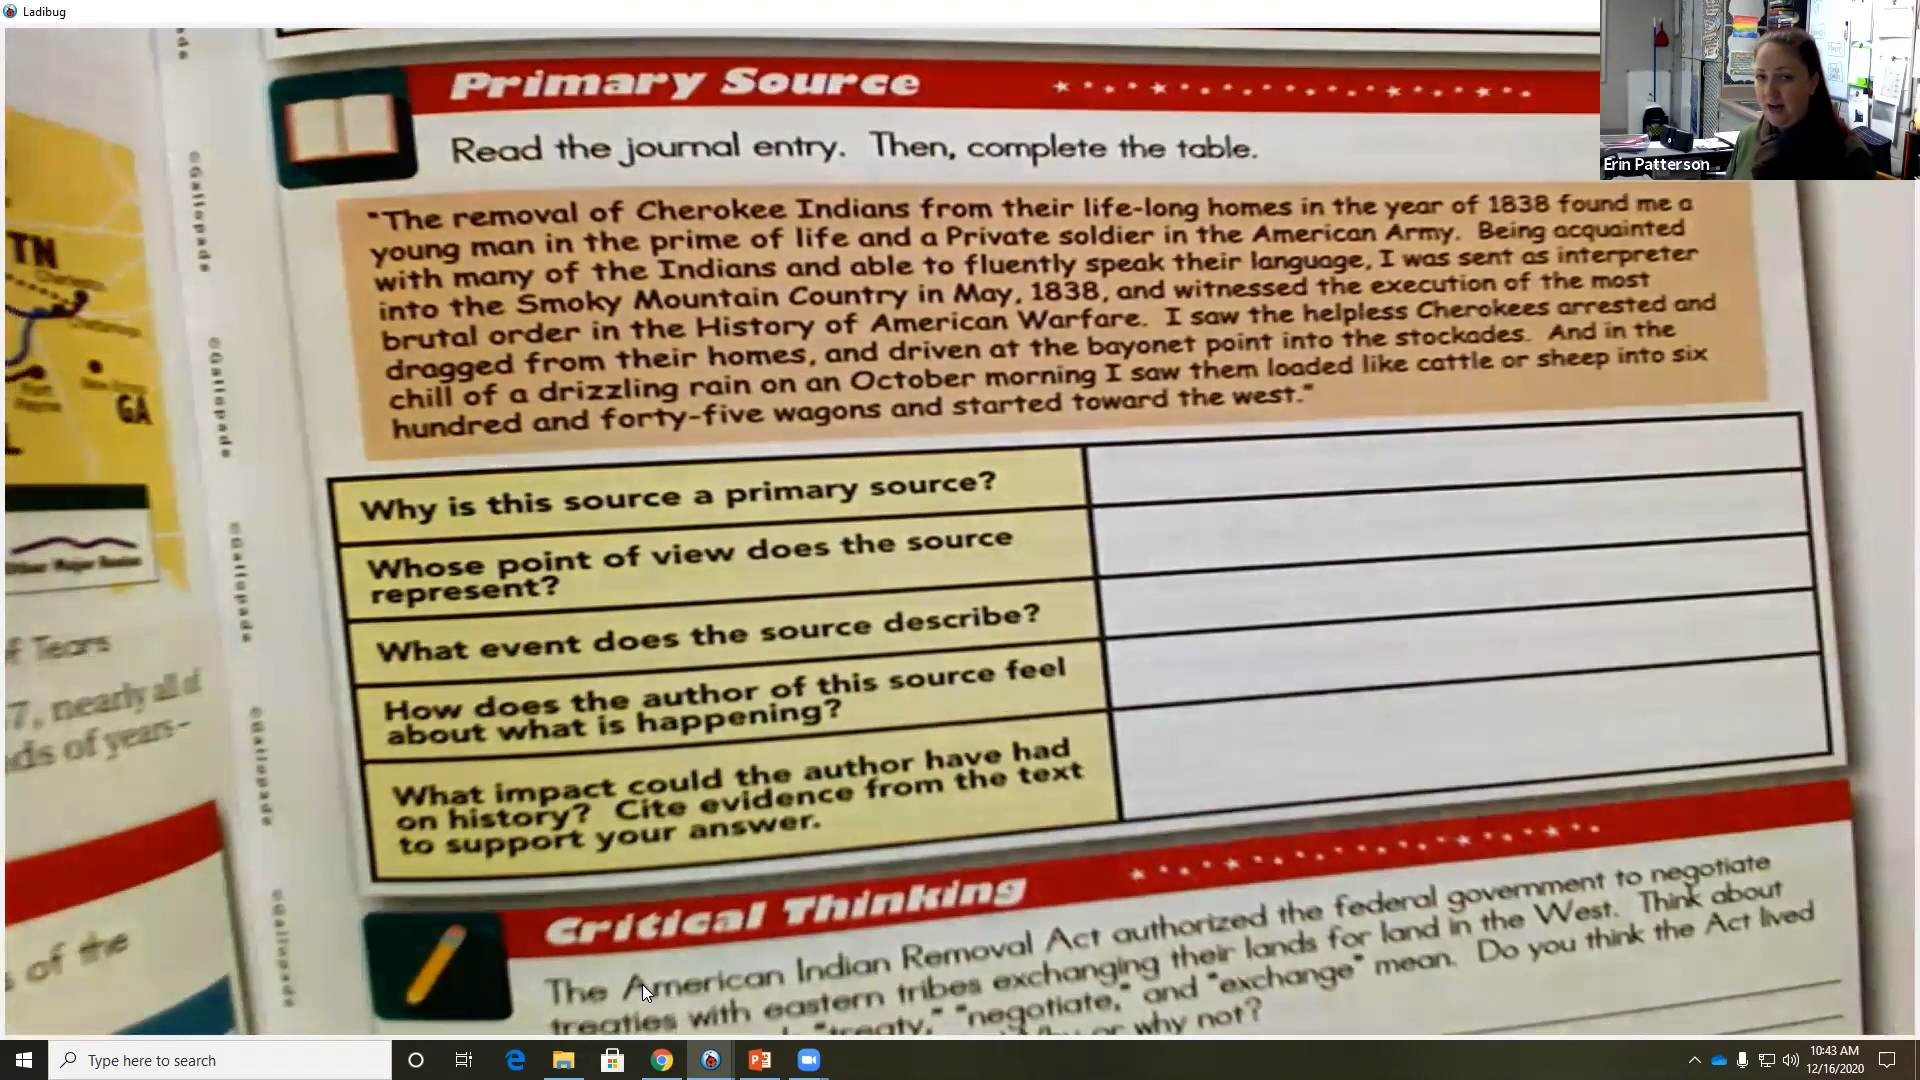 Ladibug
Primary Source
Read the journal entry. Then, complete the table.
Erin Patterson
"The removal of Cherokee Indians from their life-long homes in the year of 1838 found me a
young man in the prime of life and a Private soldier in the American Army. Being acquainted
with many of the Indians and able to fluently speak their language, I was sent as interpreter
into the Smoky Mountain Country in May, 1838, and witnessed the execution of the most
brutal order in the History of American Warfare. I saw the helpless Cherokees arrested and
dragged from their homes, and driven at the bayonet point into the stockades. And in the
chill of a drizzling rain on an October morning I saw them loaded like cattle or sheep into six
hundred and forty-five wagons and started toward the west."
Why is this source a primary source?
Whose point of view does the source
represent?
What event does the source describe?
How does the author of this source feel
about what is happening?
What impact could the author have had
on history? Cite evidence from the text
to support your answer.
Critical Thinking
The American Indian Removal Act authorized the federal government to negotiate
treaties with eastern tribes exchanging their lands for land in the West. Think about
"treaty," "negotiate," and "exchange" mean. Do you think the Act lived
or why not?
TN
GA
Other Major Routes
f Tears
7, nearly all of
ds of years-
of the
©Gallopade
©Gallopade
©Gallopade
©Gallopade
©Gallopade
Type here to search
10:43 AM
12/16/2020